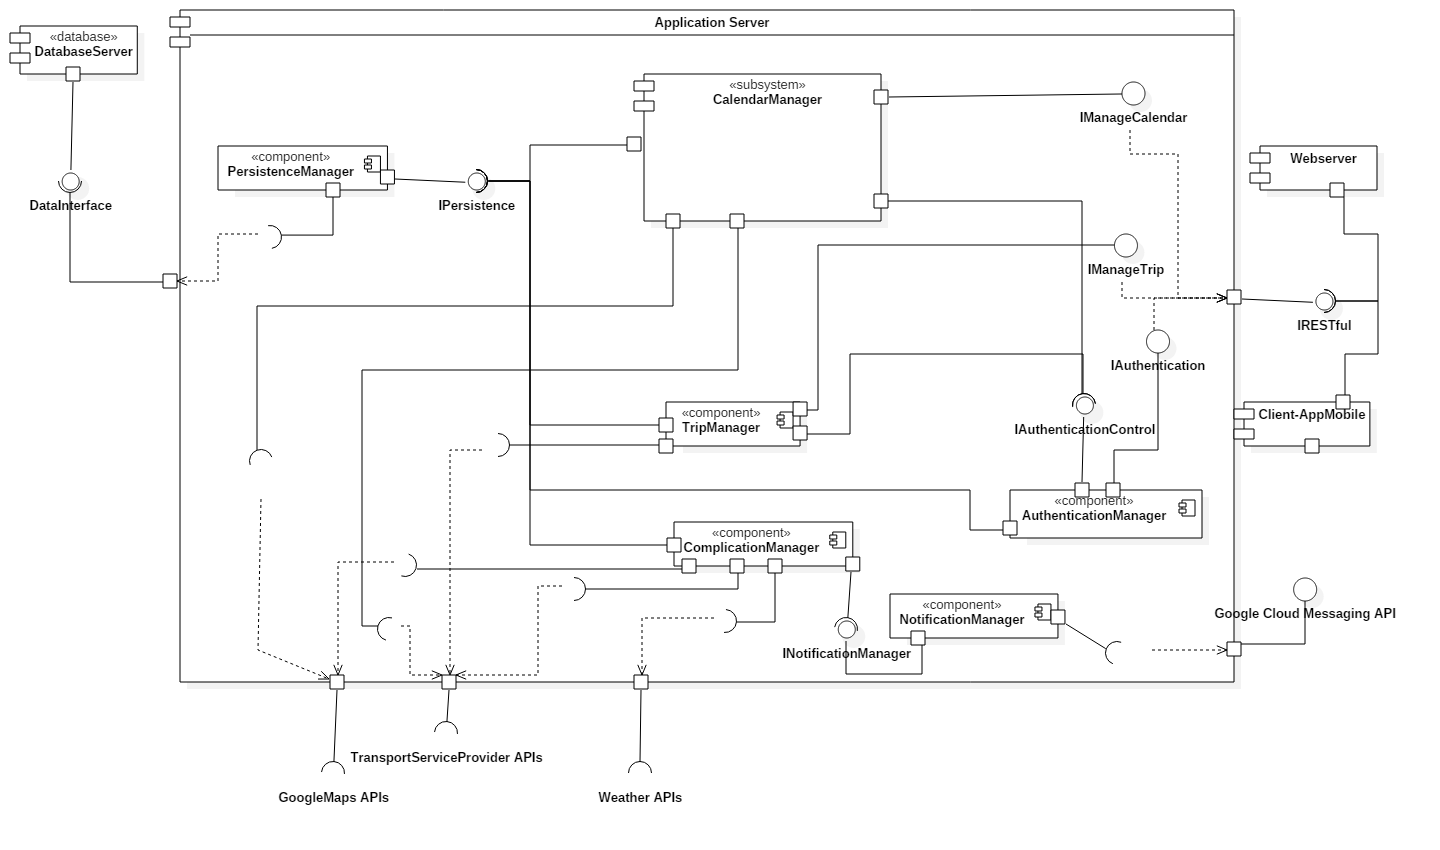 Application Server
«database»
DatabaseServer
«subsystem»
CalendarManager
IManageCalendar
«component»
PersistenceManager
Webserver
DataInterface
IPersistence
IManageTrip
IRESTful
IAuthentication
«component»
TripManager
Client-AppMobile
IAuthenticationControl
«component»
AuthenticationManager
«component»
ComplicationManager
«component»
NotificationManager
Google Cloud Messaging API
INotificationManager
TransportServiceProvider APIs
GoogleMaps APIs
Weather APIs